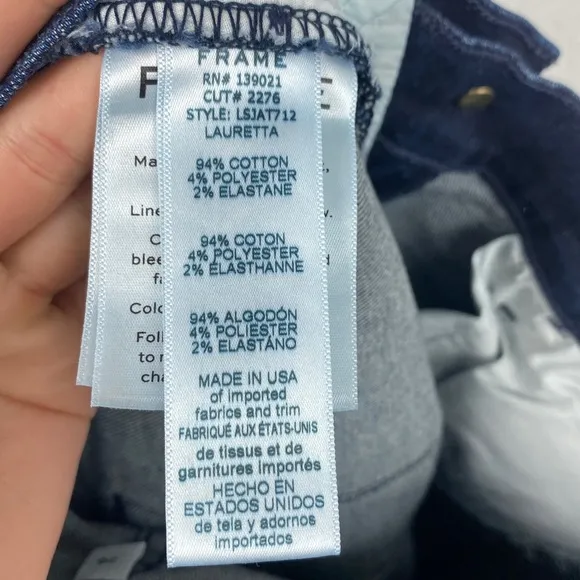 FRAME
RN# 139021
CUT# 2276
STYLE: LSJAT712
LAURETTA
94% COTTON
4% POLYESTER
2% ELASTANE
94% COTON
4% POLYESTER
2% ÉLASTHANNE
94% ALGODÓN
4% POLIESTER
2% ELASTANO
MADE IN USA
of imported
fabrics and trim
FABRIQUÉ AUX ÉTATS-UNIS
de tissus et de
garnitures importés
HECHO EN
ESTADOS UNIDOS
de tela y adornos
importados